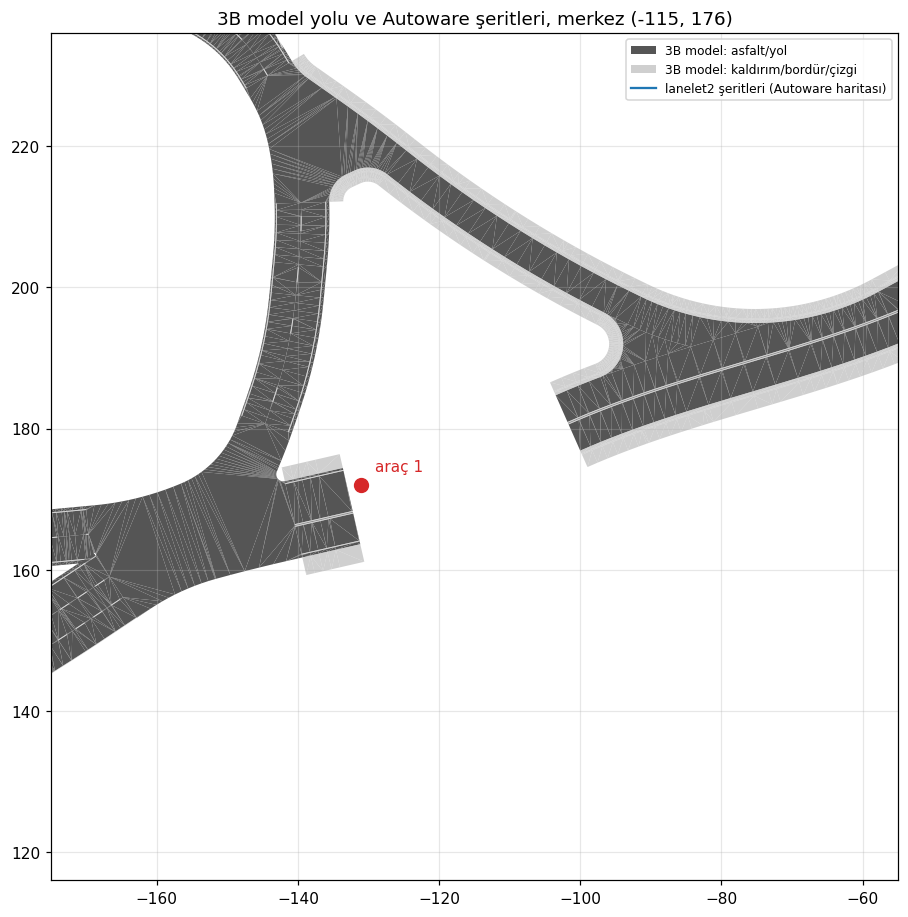 3B model yolu ve Autoware şeritleri, merkez (-115, 176)
3B model: asfalt/yol
3B model: kaldırım/bordür/çizgi
lanelet2 şeritleri (Autoware haritası)
araç 1
220
200
180
160
140
120
−160
−140
−120
−100
−80
−60